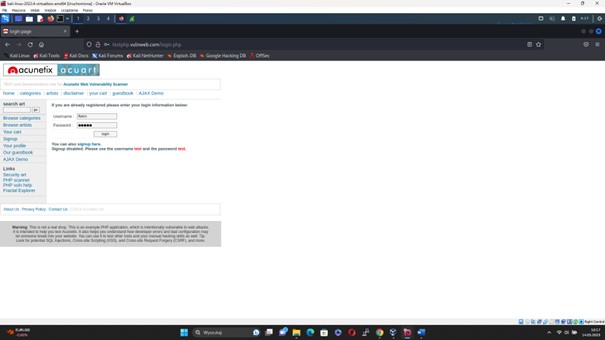 kali-linux-2022.4-virtualbox-amd64 [Uruchomiona] - Oracle VM VirtualBox
Plik Maszyna Widok Wejście Urządzenia Pomoc
1 2 3 4
4:17
login page
testphp.vulnweb.com/login.php
Kali Linux Kali Tools Kali Docs Kali Forums Kali NetHunter Exploit-DB Google Hacking DB OffSec
acunetix acuart
Acunetix Web Vulnerability Scanner
home categories artists disclaimer your cart guestbook AJAX Demo
search art
go
Browse categories
Browse artists
Your cart
Signup
Your profile
Our guestbook
AJAX Demo
Links
Security art
PHP scanner
PHP vuln help
Fractal Explorer
If you are already registered please enter your login information below:
Username :
Password :
login
You can also signup here.
Signup disabled. Please use the username test and the password test.
About Us Privacy Policy Contact Us
Warning: This is not a real shop. This is an example PHP application, which is intentionally vulnerable to web attacks.
It is intended to help you test Acunetix. It also helps you understand how developer errors and bad configuration may
let someone break into your website. You can use it to test other tools and your manual hacking skills as well. Tip:
Look for potential SQL Injections, Cross-site Scripting (XSS), and Cross-site Request Forgery (CSRF), and more.
Right Control
EUR/USD
Wyszukaj
10:17
14.05.2023